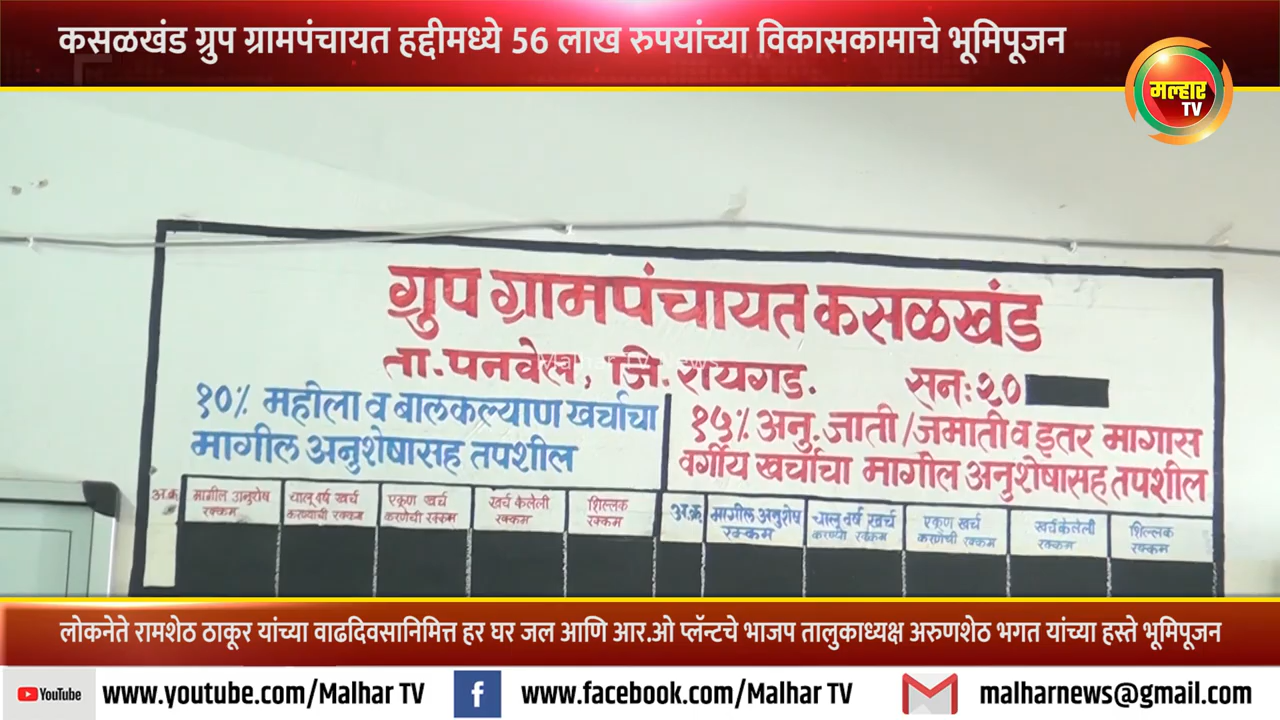 कसळखंड ग्रुप ग्रामपंचायत हद्दीमध्ये 56 लाख रुपयांच्या विकासकामाचे भूमिपूजन
मल्हार
TV
ग्रुप ग्रामपंचायत कसळखंड
ता. पनवेल, जि. रायगड.
सन: २०
Malhar TV News
१०% महीला व बालकल्याण खर्चाचा
मागील अनुशेषासह तपशील
१५% अनु. जाती/जमाती व इतर मागास
वर्गीय खर्चाचा मागील अनुशेषासह तपशील
अ.क्र. मागील अनुशेष रक्कम चालू वर्ष खर्च करण्याची रक्कम एकूण खर्च करणेची रक्कम खर्च केलेली रक्कम शिल्लक रक्कम
अ.क्र. मागील अनुशेष रक्कम चालू वर्ष खर्च करण्या रक्कम एकूण खर्च करणेची रक्कम खर्च केलेली रक्कम शिल्लक रक्कम
लोकनेते रामशेठ ठाकूर यांच्या वाढदिवसानिमित्त हर घर जल आणि आर.ओ प्लॅन्टचे भाजप तालुकाध्यक्ष अरुणशेठ भगत यांच्या हस्ते भूमिपूजन
YouTube www.youtube.com/Malhar TV f www.facebook.com/Malhar TV malharnews@gmail.com